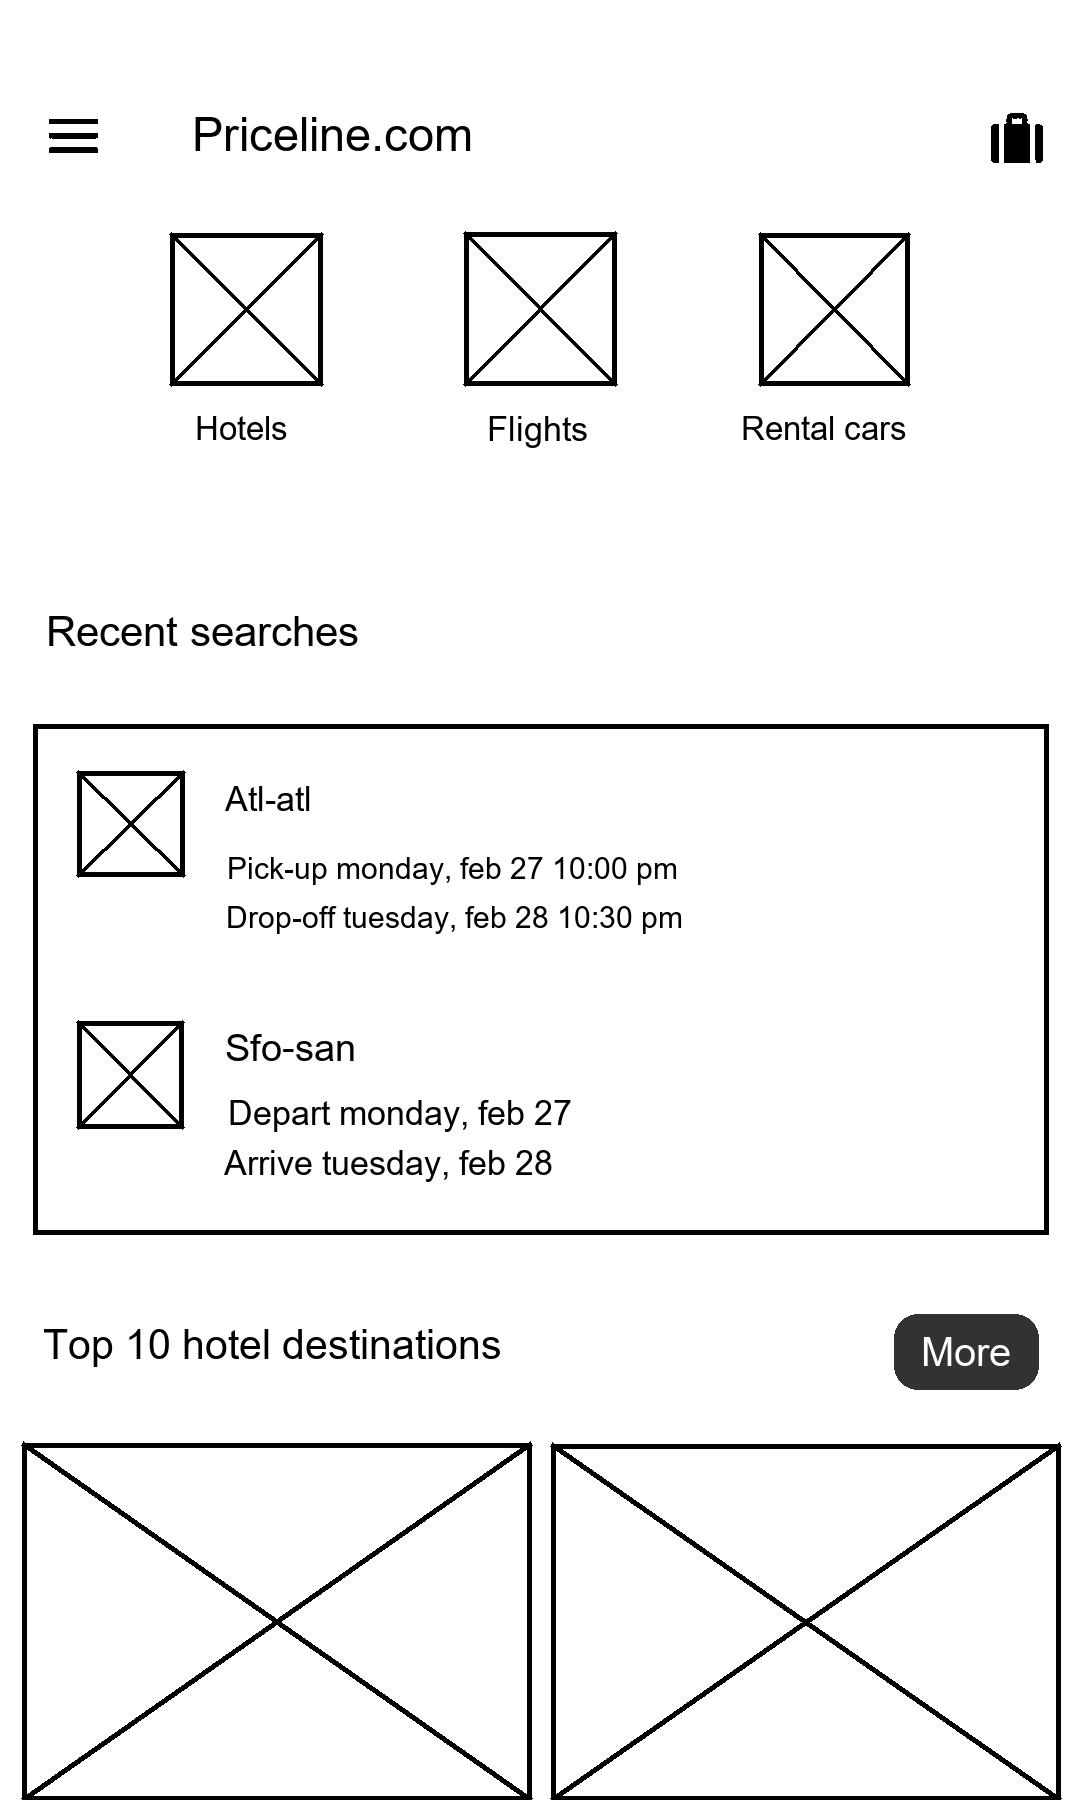 Priceline.com
Hotels
Flights
Rental cars
Recent searches
Atl-atl
Pick-up monday, feb 27 10:00 pm
Drop-off tuesday, feb 28 10:30 pm
Sfo-san
Depart monday, feb 27
Arrive tuesday, feb 28
Top 10 hotel destinations
More